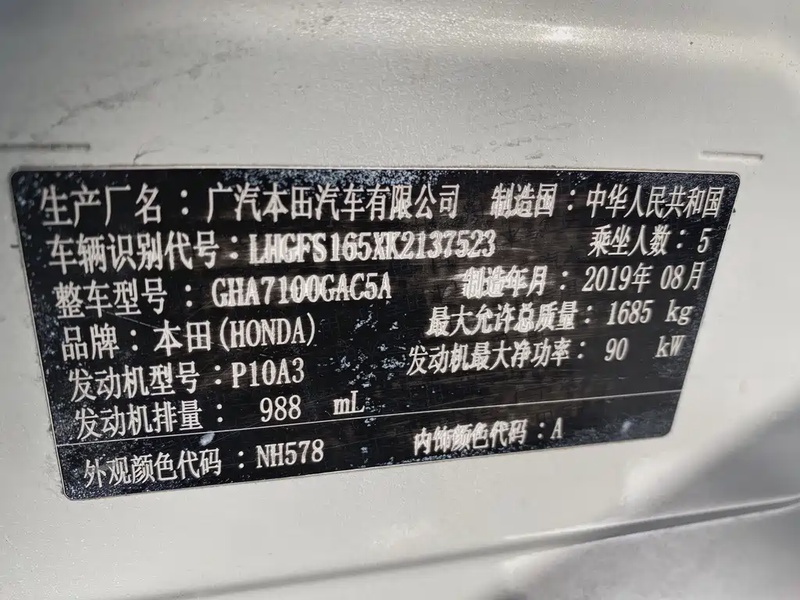 生产厂名：广汽本田汽车有限公司 制造国：中华人民共和国
车辆识别代号：LHGFS165XK2137523 乘坐人数：5
整车型号：GHA7100GAC5A 制造年月：2019年 08月
品牌：本田(HONDA) 最大允许总质量：1685 kg
发动机型号：P10A3 发动机最大净功率：90 kW
发动机排量：988 mL
外观颜色代码：NH578 内饰颜色代码：A